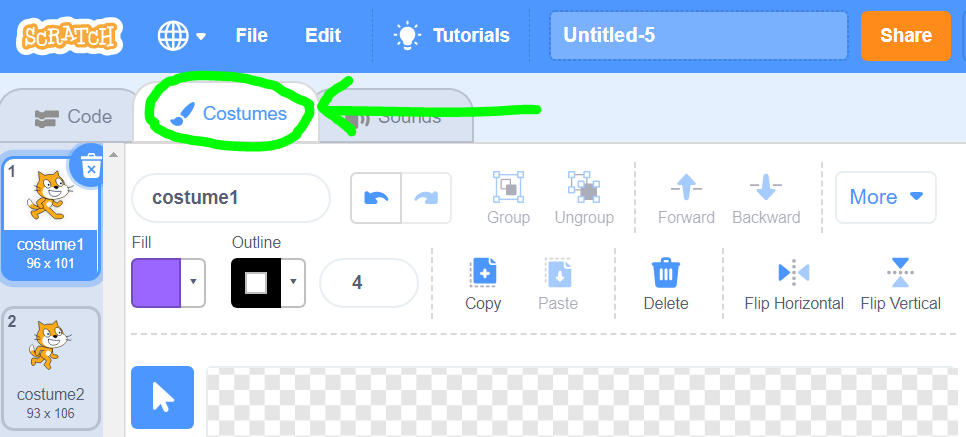 SCRATCH File Edit Tutorials Untitled-5 Share
Code Costumes Sounds
1
costume1
96 x 101
2
costume2
93 x 106
costume1
Group Ungroup Forward Backward More
Fill Outline
4
Copy Paste Delete Flip Horizontal Flip Vertical